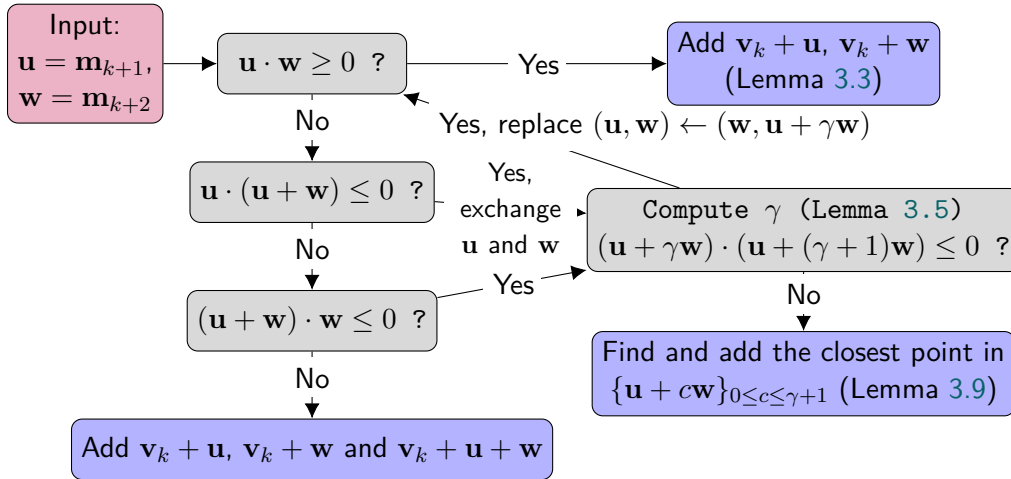 Input:
u = m_{k+1},
w = m_{k+2}
u · w ≥ 0 ?
Yes
Add v_k + u, v_k + w
(Lemma 3.3)
No
Yes, replace (u, w) ← (w, u + γw)
u · (u + w) ≤ 0 ?
Yes,
exchange
u and w
Compute γ (Lemma 3.5)
(u + γw) · (u + (γ + 1)w) ≤ 0 ?
No
Yes
No
(u + w) · w ≤ 0 ?
Find and add the closest point in
{u + cw}_{0≤c≤γ+1} (Lemma 3.9)
No
Add v_k + u, v_k + w and v_k + u + w